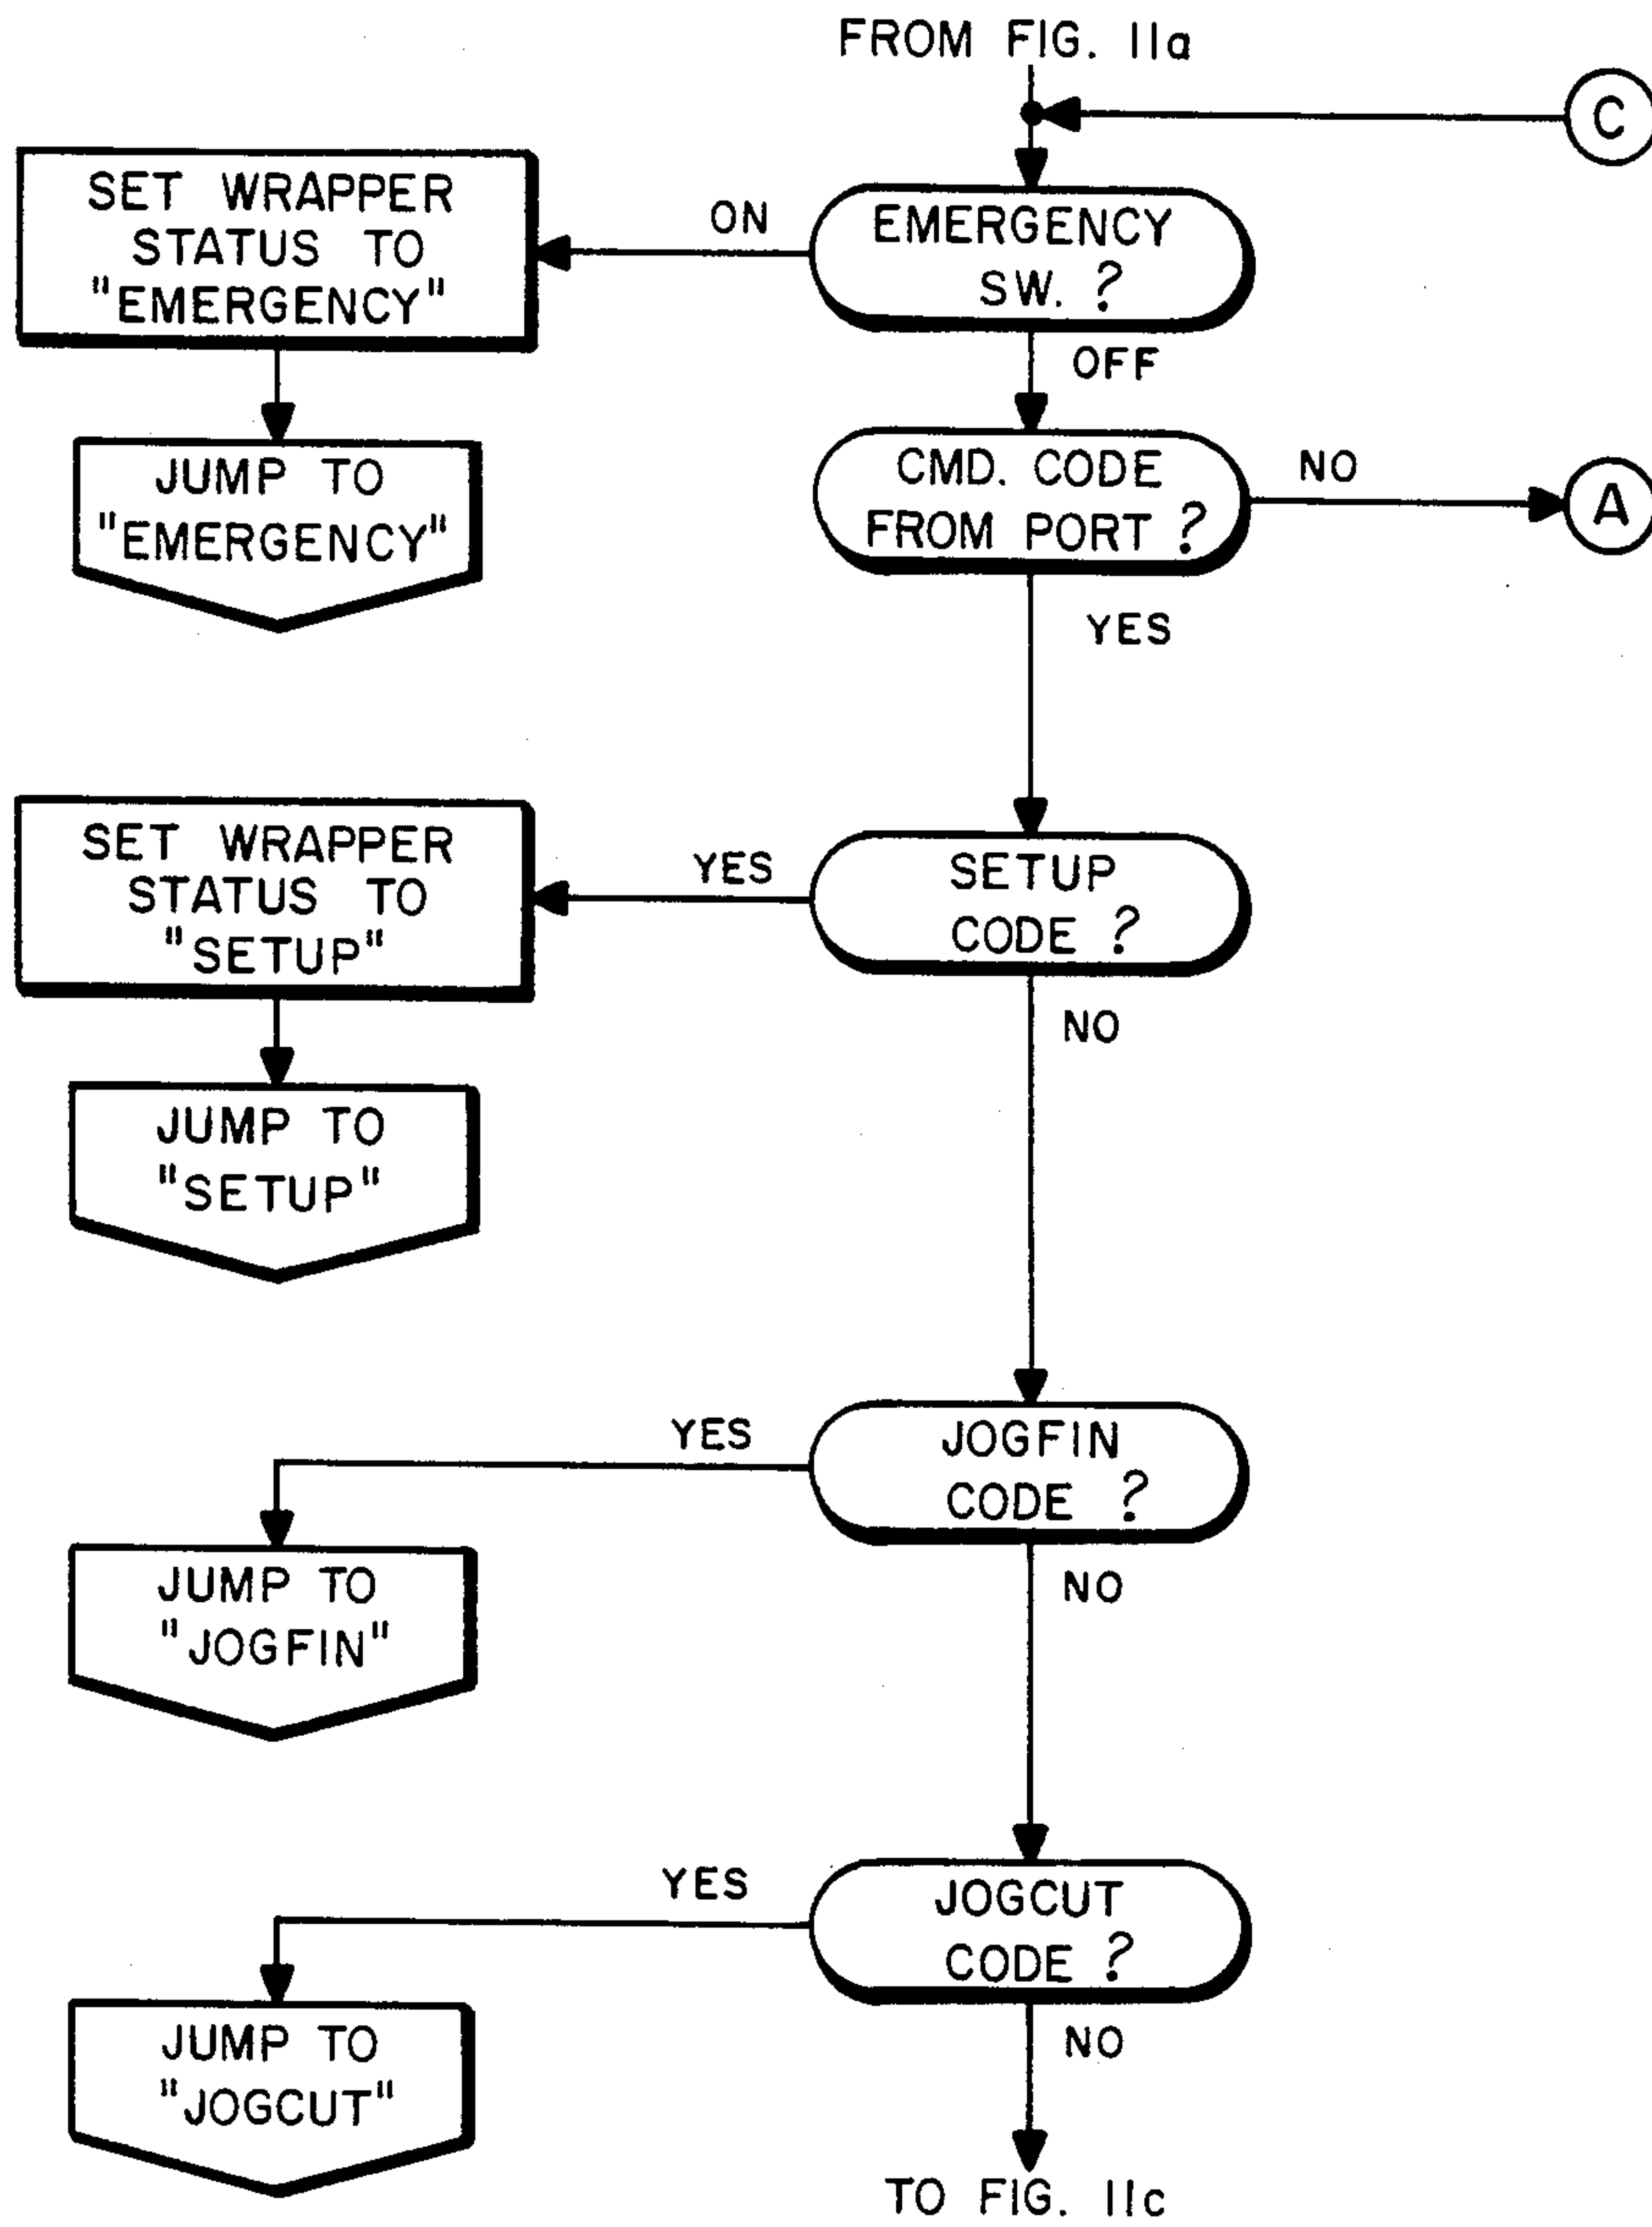 FROM FIG. 11a
C
SET WRAPPER
STATUS TO
"EMERGENCY"
ON
EMERGENCY
SW. ?
OFF
JUMP TO
"EMERGENCY"
CMD. CODE
FROM PORT ?
NO
A
YES
SET WRAPPER
STATUS TO
"SETUP"
YES
SETUP
CODE ?
NO
JUMP TO
"SETUP"
YES
JOGFIN
CODE ?
NO
JUMP TO
"JOGFIN"
YES
JOGCUT
CODE ?
NO
JUMP TO
"JOGCUT"
TO FIG. 11c